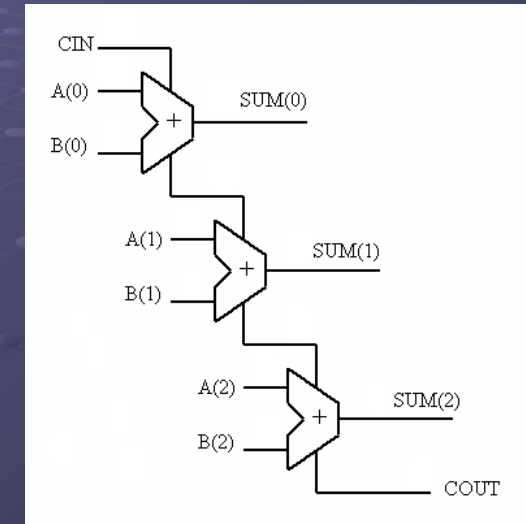 CIN
A(0)
SUM(0)
+
B(0)
A(1)
SUM(1)
+
B(1)
A(2)
SUM(2)
+
B(2)
COUT